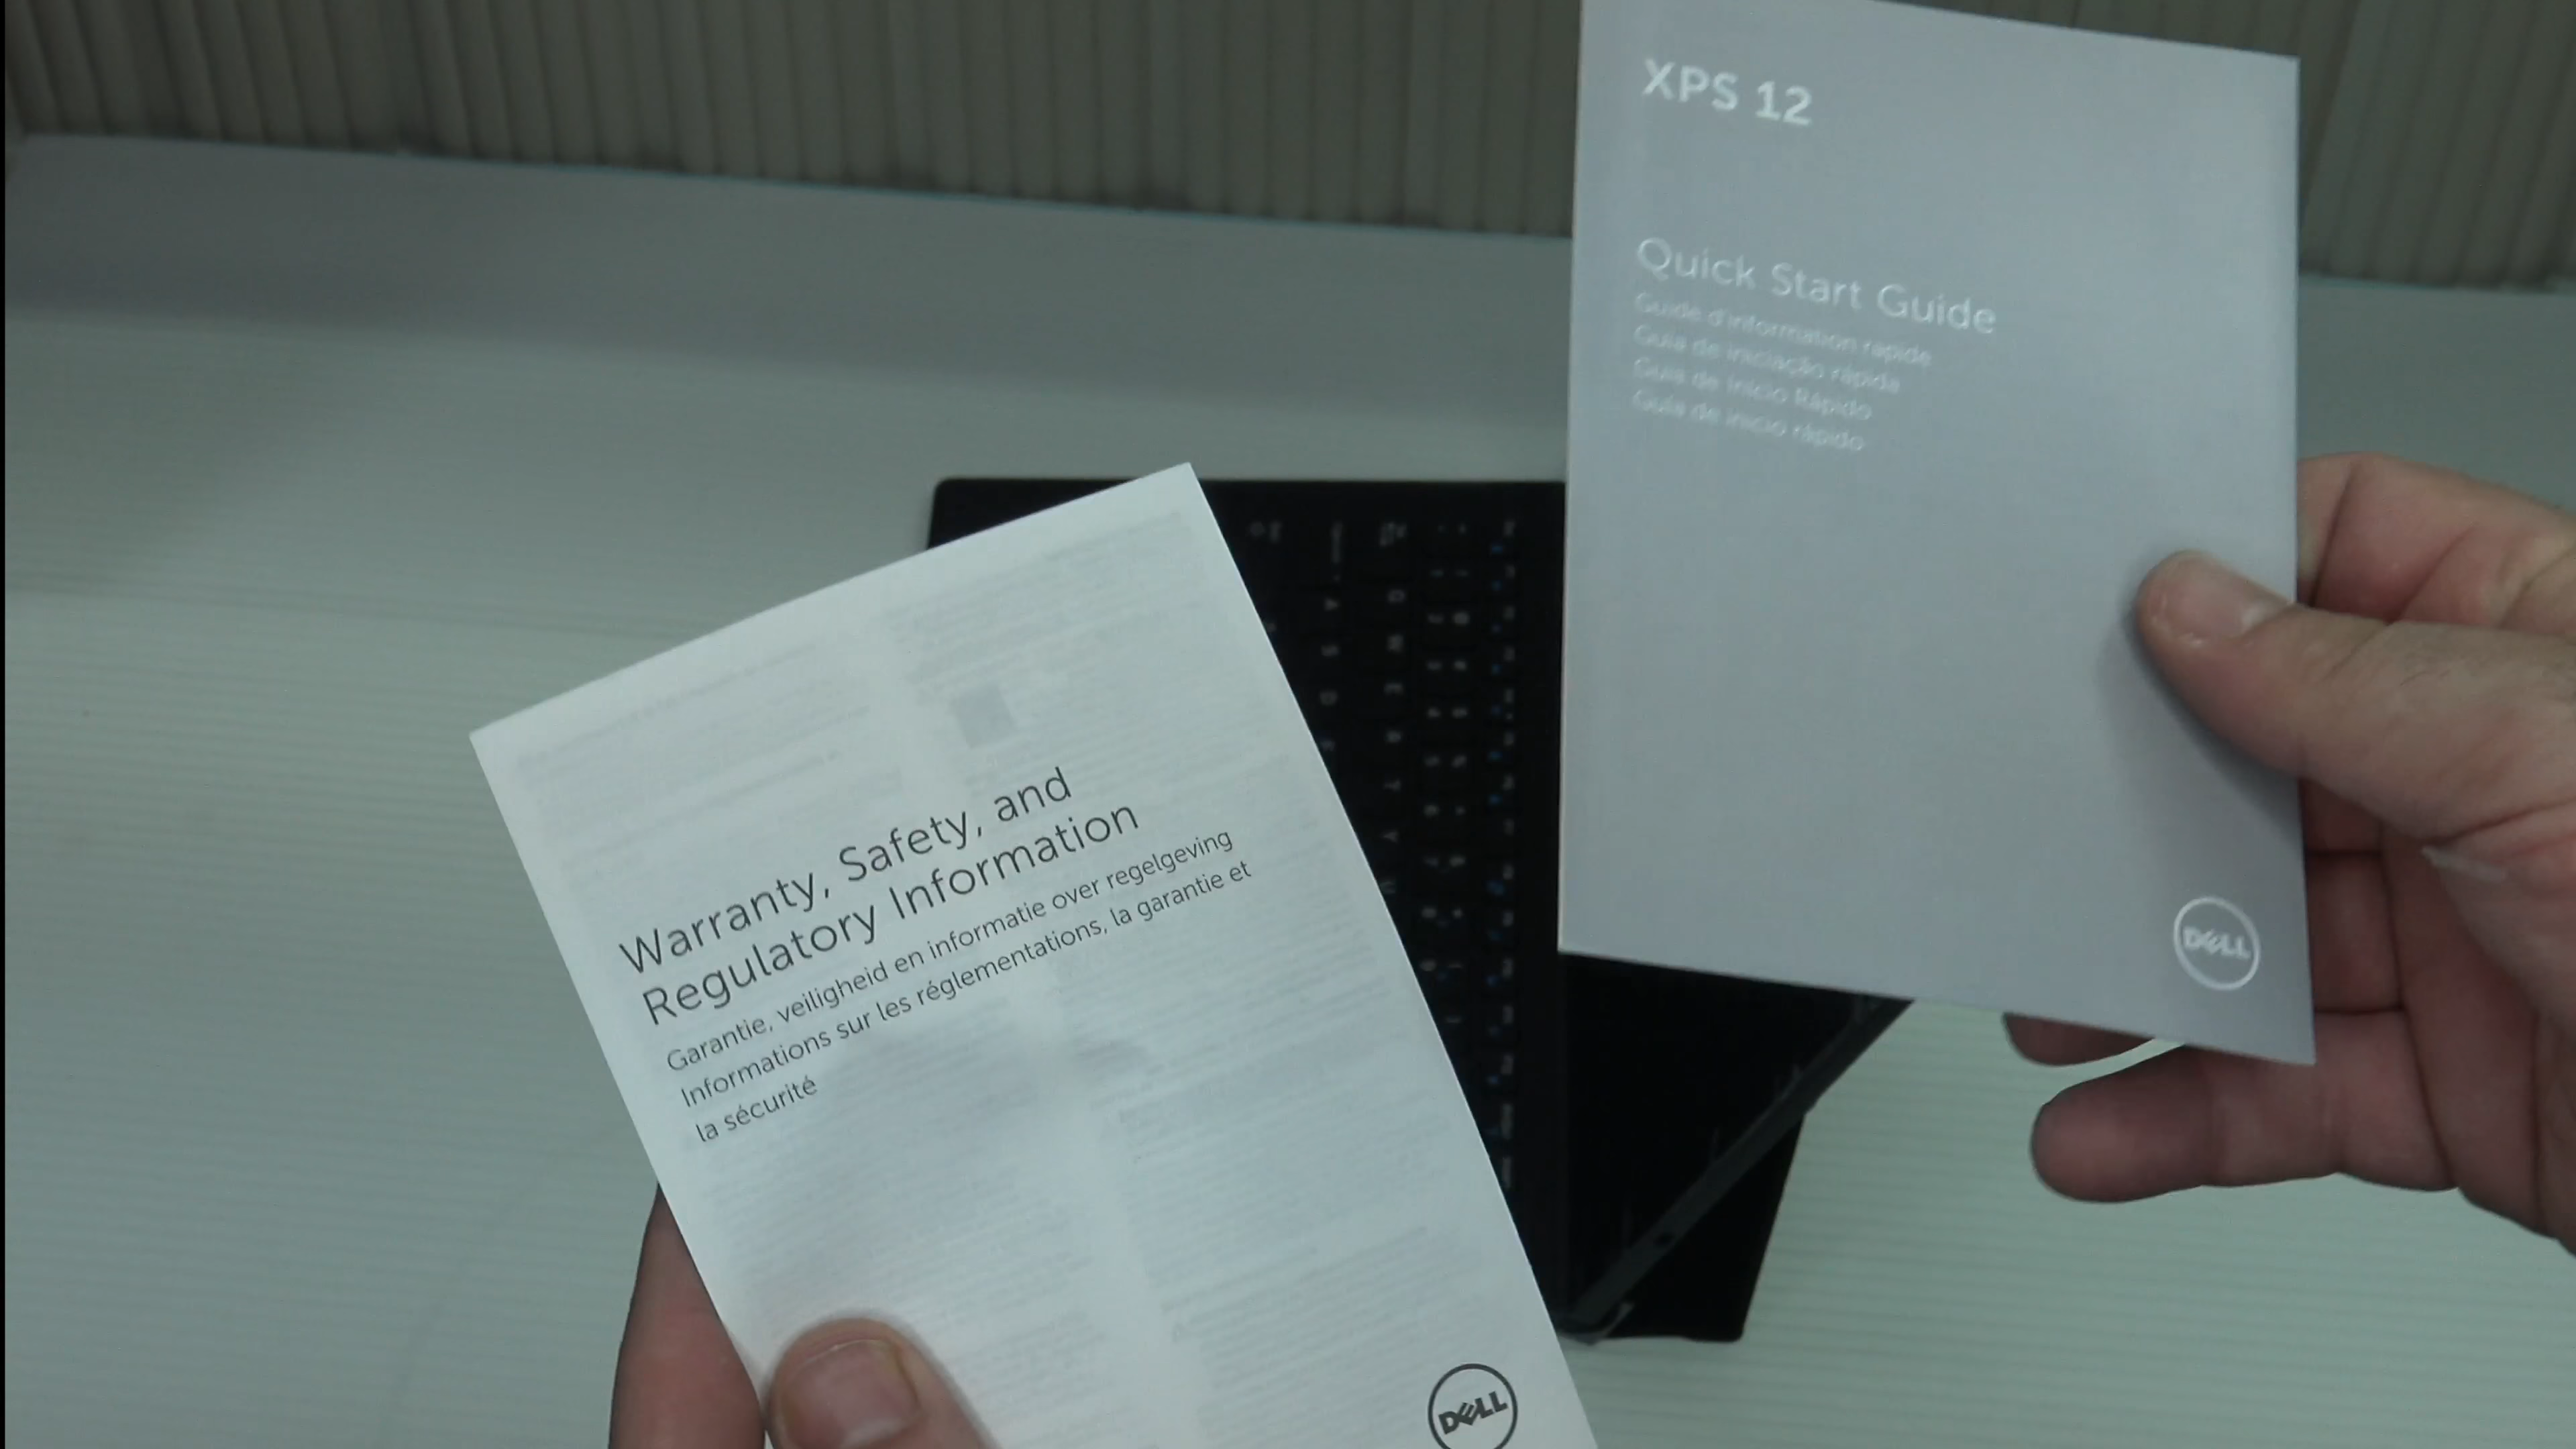 XPS 12
Quick Start Guide
Guide d'information rapide
Guia de iniciação rápida
Guia de Início Rápido
Guía de inicio rápido
DELL
Warranty, Safety, and
Regulatory Information
Garantie, veiligheid en informatie over regelgeving
Informations sur les réglementations, la garantie et
la sécurité
DELL